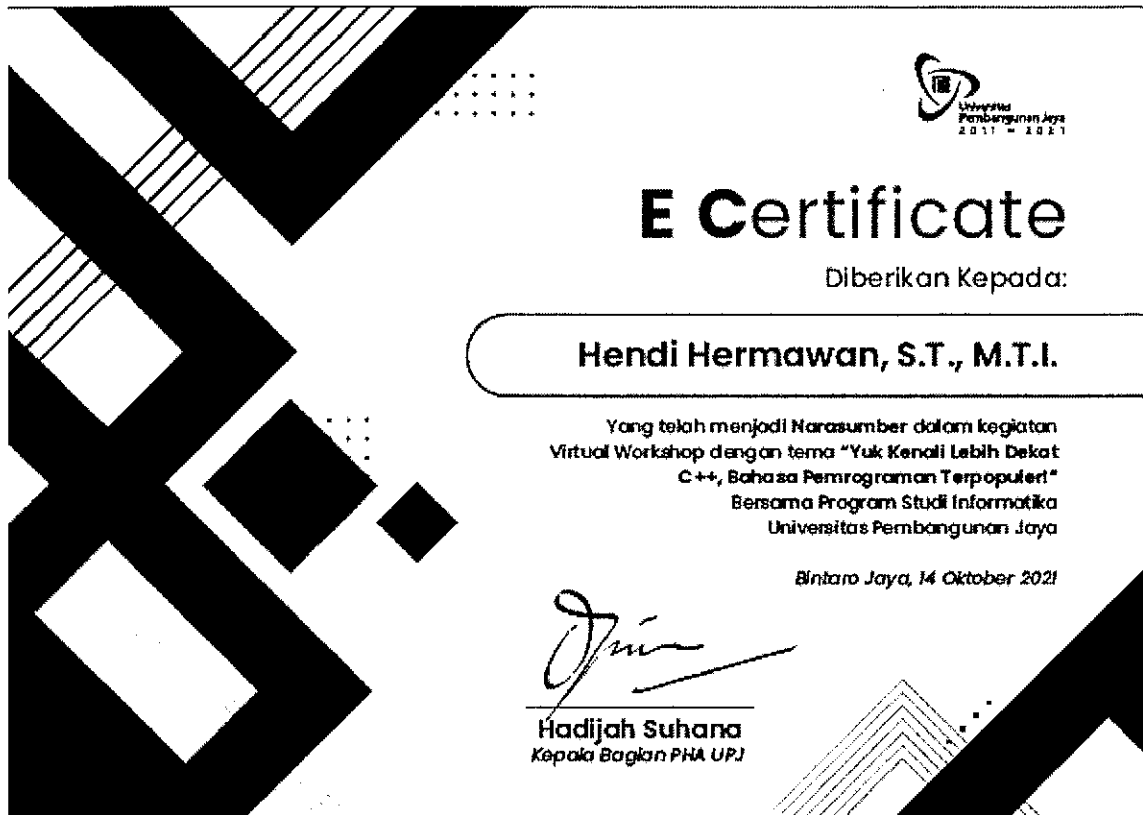 Universitas
Pembangunan Jaya
2011 - 2021
E Certificate
Diberikan Kepada:
Hendi Hermawan, S.T., M.T.I.
Yang telah menjadi Narasumber dalam kegiatan
Virtual Workshop dengan tema "Yuk Kenali Lebih Dekat
C++, Bahasa Pemrograman Terpopuler!"
Bersama Program Studi Informatika
Universitas Pembangunan Jaya
Bintaro Jaya, 14 Oktober 2021
Hadijah Suhana
Kepala Bagian PHA UPJ